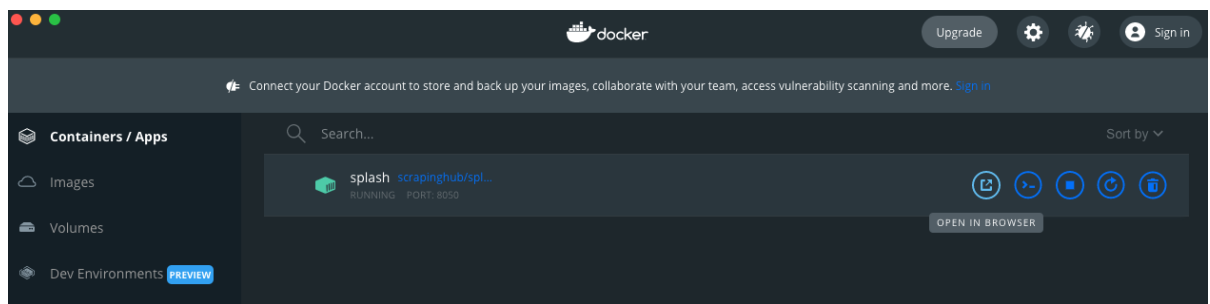 docker
Upgrade
Sign in
Connect your Docker account to store and back up your images, collaborate with your team, access vulnerability scanning and more. Sign in
Containers / Apps
Search...
Sort by
splash scrapinghub/spl...
RUNNING PORT: 8050
Images
OPEN IN BROWSER
Volumes
Dev Environments PREVIEW